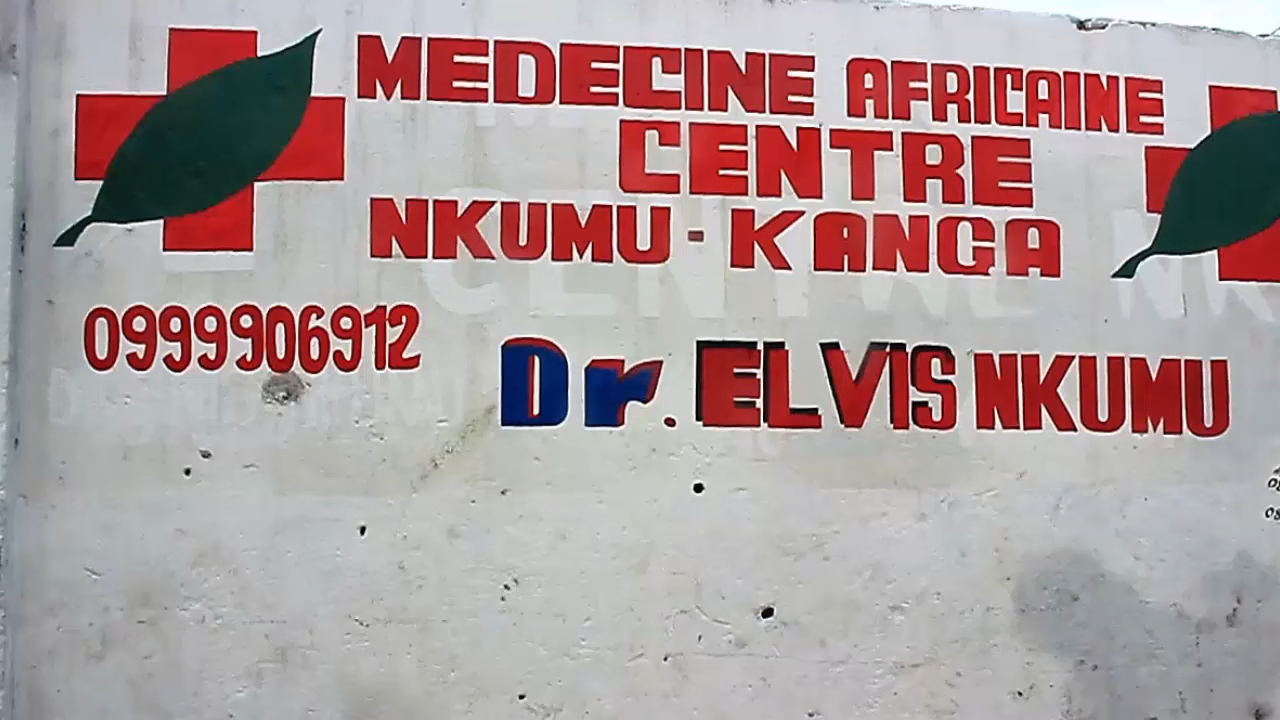 MEDECINE AFRICAINE
CENTRE
NKUMU-KANGA
0999906912
Dr. ELVIS NKUMU